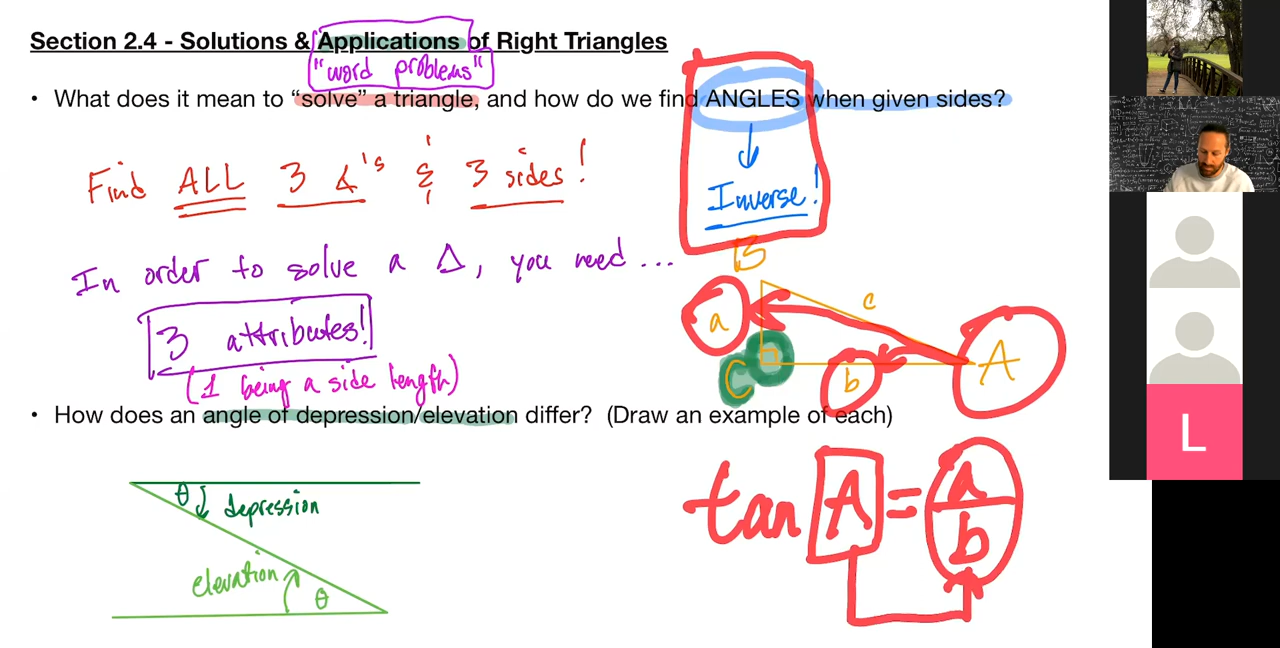 Section 2.4 - Solutions & Applications of Right Triangles
"word problems"
• What does it mean to “solve” a triangle, and how do we find ANGLES when given sides?
Find ALL 3 ∡'s & 3 sides!
Inverse!
In order to solve a Δ, you need ...
3 attributes!
(1 being a side length)
B
a
c
C
b
A
• How does an angle of depression/elevation differ? (Draw an example of each)
θ depression
elevation θ
tan A = a/b
L